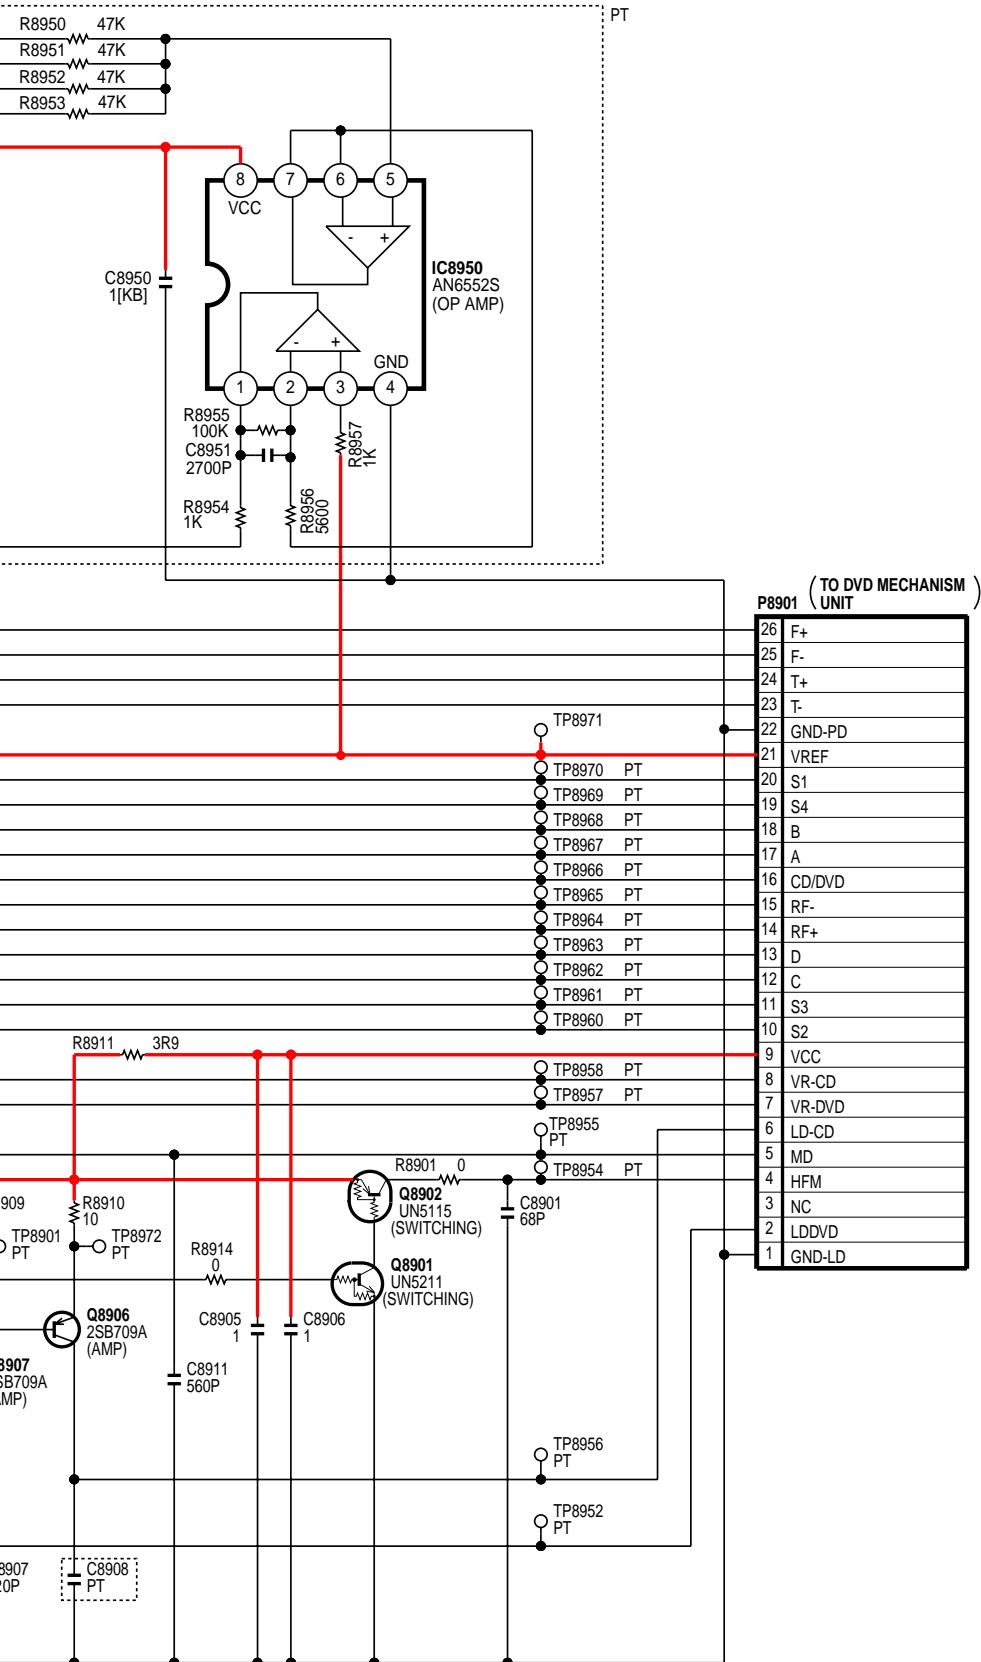 R8950 47K
R8951 47K
R8952 47K
R8953 47K
PT
8 7 6 5
VCC
- +
C8950
1[KB]
IC8950
AN6552S
(OP AMP)
- +
GND
1 2 3 4
R8955
100K
C8951
2700P
R8957
1K
R8954
1K
R8956
5600
P8901 (TO DVD MECHANISM
UNIT)
26 F+
25 F-
24 T+
23 T-
22 GND-PD
21 VREF
20 S1
19 S4
18 B
17 A
16 CD/DVD
15 RF-
14 RF+
13 D
12 C
11 S3
10 S2
9 VCC
8 VR-CD
7 VR-DVD
6 LD-CD
5 MD
4 HFM
3 NC
2 LDDVD
1 GND-LD
TP8971
TP8970 PT
TP8969 PT
TP8968 PT
TP8967 PT
TP8966 PT
TP8965 PT
TP8964 PT
TP8963 PT
TP8962 PT
TP8961 PT
TP8960 PT
R8911 3R9
TP8958 PT
TP8957 PT
TP8955
PT
R8901 0
TP8954 PT
909
R8910
10
Q8902
UN5115
(SWITCHING)
C8901
68P
TP8901
PT
TP8972
PT
R8914
0
Q8901
UN5211
(SWITCHING)
Q8906
2SB709A
(AMP)
C8905
1
C8906
1
8907
SB709A
MP)
C8911
560P
TP8956
PT
TP8952
PT
8907
20P
C8908
PT